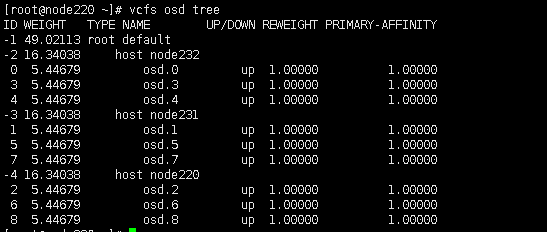 [root@node220 ~]# vcfs osd tree
ID WEIGHT   TYPE NAME        UP/DOWN REWEIGHT PRIMARY-AFFINITY
-1 49.02113 root default
-2 16.34038     host node232
 0  5.44679         osd.0         up  1.00000          1.00000
 3  5.44679         osd.3         up  1.00000          1.00000
 4  5.44679         osd.4         up  1.00000          1.00000
-3 16.34038     host node231
 1  5.44679         osd.1         up  1.00000          1.00000
 5  5.44679         osd.5         up  1.00000          1.00000
 7  5.44679         osd.7         up  1.00000          1.00000
-4 16.34038     host node220
 2  5.44679         osd.2         up  1.00000          1.00000
 6  5.44679         osd.6         up  1.00000          1.00000
 8  5.44679         osd.8         up  1.00000          1.00000